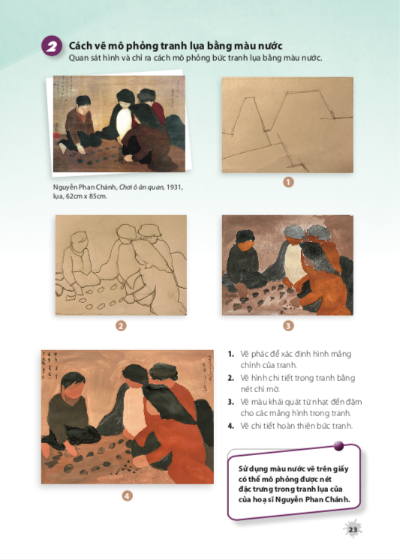 2 Cách vẽ mô phỏng tranh lụa bằng màu nước
Quan sát hình và chỉ ra cách mô phỏng bức tranh lụa bằng màu nước.
Nguyễn Phan Chánh, Chơi ô ăn quan, 1931,
lụa, 62cm x 85cm.
1
2
3
4
1. Vẽ phác để xác định hình mảng
chính của tranh.
2. Vẽ hình chi tiết trong tranh bằng
nét chì mờ.
3. Vẽ màu khái quát từ nhạt đến đậm
cho các mảng hình trong tranh.
4. Vẽ chi tiết hoàn thiện bức tranh.
Sử dụng màu nước vẽ trên giấy
có thể mô phỏng được nét
đặc trưng trong tranh lụa của
của hoạ sĩ Nguyễn Phan Chánh.
23